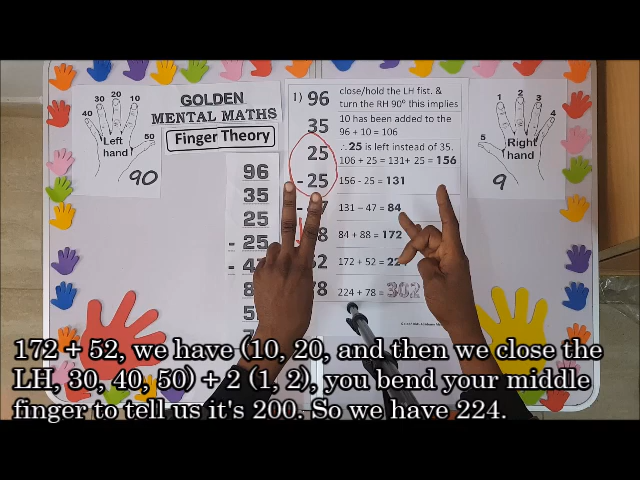 40
30
20
10
50
Left
hand
90
GOLDEN
MENTAL MATHS
Finger Theory
96
35
25
- 25
1) 96
35
25
- 25
close/hold the LH fist. &
turn the RH 90° this implies
10 has been added to the
96 + 10 = 106
∴ 25 is left instead of 35.
106 + 25 = 131+ 25 = 156
156 - 25 = 131
131 – 47 = 84
84 + 88 = 172
172 + 52 =
224 + 78 = 302
78
1
2
3
4
5
Right
hand
9
172 + 52, we have (10, 20, and then we close the
LH, 30, 40, 50) + 2 (1, 2), you bend your middle
finger to tell us it's 200. So we have 224.